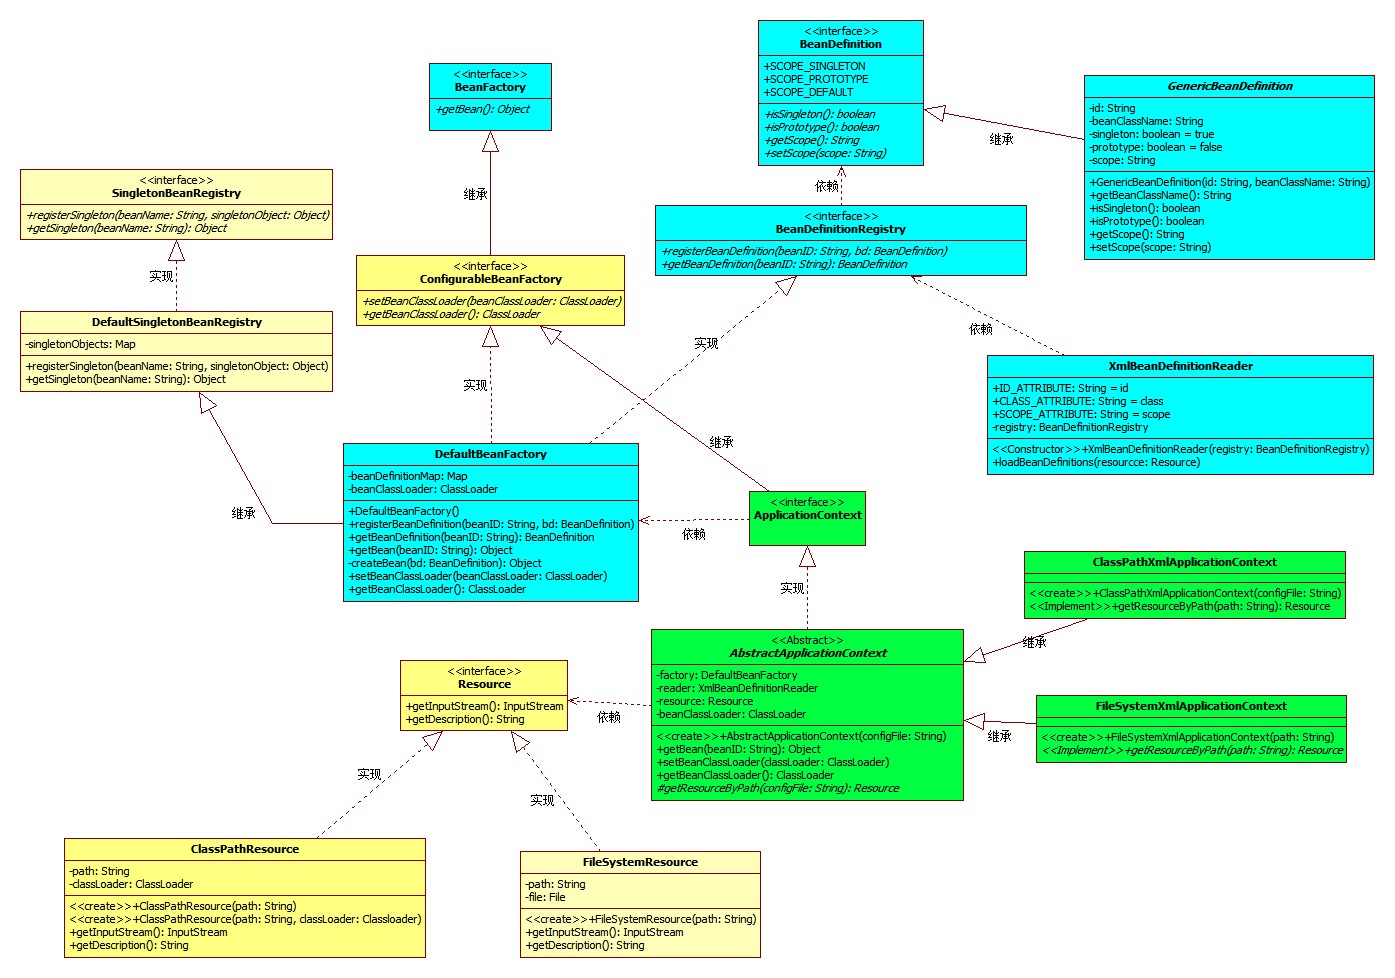 <<interface>>
BeanDefinition
+SCOPE_SINGLETON
+SCOPE_PROTOTYPE
+SCOPE_DEFAULT
+isSingleton(): boolean
+isPrototype(): boolean
+getScope(): String
+setScope(scope: String)
<<interface>>
BeanFactory
+getBean(): Object
GenericBeanDefinition
-id: String
-beanClassName: String
-singleton: boolean = true
-prototype: boolean = false
-scope: String
+GenericBeanDefinition(id: String, beanClassName: String)
+getBeanClassName(): String
+isSingleton(): boolean
+isPrototype(): boolean
+getScope(): String
+setScope(scope: String)
继承
继承
依赖
<<interface>>
SingletonBeanRegistry
+registerSingleton(beanName: String, singletonObject: Object)
+getSingleton(beanName: String): Object
<<interface>>
BeanDefinitionRegistry
+registerBeanDefinition(beanID: String, bd: BeanDefinition)
+getBeanDefinition(beanID: String): BeanDefinition
实现
<<interface>>
ConfigurableBeanFactory
+setBeanClassLoader(beanClassLoader: ClassLoader)
+getBeanClassLoader(): ClassLoader
DefaultSingletonBeanRegistry
-singletonObjects: Map
+registerSingleton(beanName: String, singletonObject: Object)
+getSingleton(beanName: String): Object
依赖
实现
实现
XmlBeanDefinitionReader
+ID_ATTRIBUTE: String = id
+CLASS_ATTRIBUTE: String = class
+SCOPE_ATTRIBUTE: String = scope
-registry: BeanDefinitionRegistry
<<Constructor>>+XmlBeanDefinitionReader(registry: BeanDefinitionRegistry)
+loadBeanDefinitions(resourcce: Resource)
继承
DefaultBeanFactory
-beanDefinitionMap: Map
-beanClassLoader: ClassLoader
+DefaultBeanFactory()
+registerBeanDefinition(beanID: String, bd: BeanDefinition)
+getBeanDefinition(beanID: String): BeanDefinition
+getBean(beanID: String): Object
-createBean(bd: BeanDefinition): Object
+setBeanClassLoader(beanClassLoader: ClassLoader)
+getBeanClassLoader(): ClassLoader
继承
<<interface>>
ApplicationContext
依赖
实现
ClassPathXmlApplicationContext
<<create>>+ClassPathXmlApplicationContext(configFile: String)
<<Implement>>+getResourceByPath(path: String): Resource
继承
<<Abstract>>
AbstractApplicationContext
-factory: DefaultBeanFactory
-reader: XmlBeanDefinitionReader
-resource: Resource
-beanClassLoader: ClassLoader
<<create>>+AbstractApplicationContext(configFile: String)
+getBean(beanID: String): Object
+setBeanClassLoader(classLoader: ClassLoader)
+getBeanClassLoader(): ClassLoader
#getResourceByPath(configFile: String): Resource
<<interface>>
Resource
+getInputStream(): InputStream
+getDescription(): String
依赖
FileSystemXmlApplicationContext
<<create>>+FileSystemXmlApplicationContext(path: String)
<<Implement>>+getResourceByPath(path: String): Resource
继承
实现
实现
ClassPathResource
-path: String
-classLoader: ClassLoader
<<create>>+ClassPathResource(path: String)
<<create>>+ClassPathResource(path: String, classLoader: Classloader)
+getInputStream(): InputStream
+getDescription(): String
FileSystemResource
-path: String
-file: File
<<create>>+FileSystemResource(path: String)
+getInputStream(): InputStream
+getDescription(): String